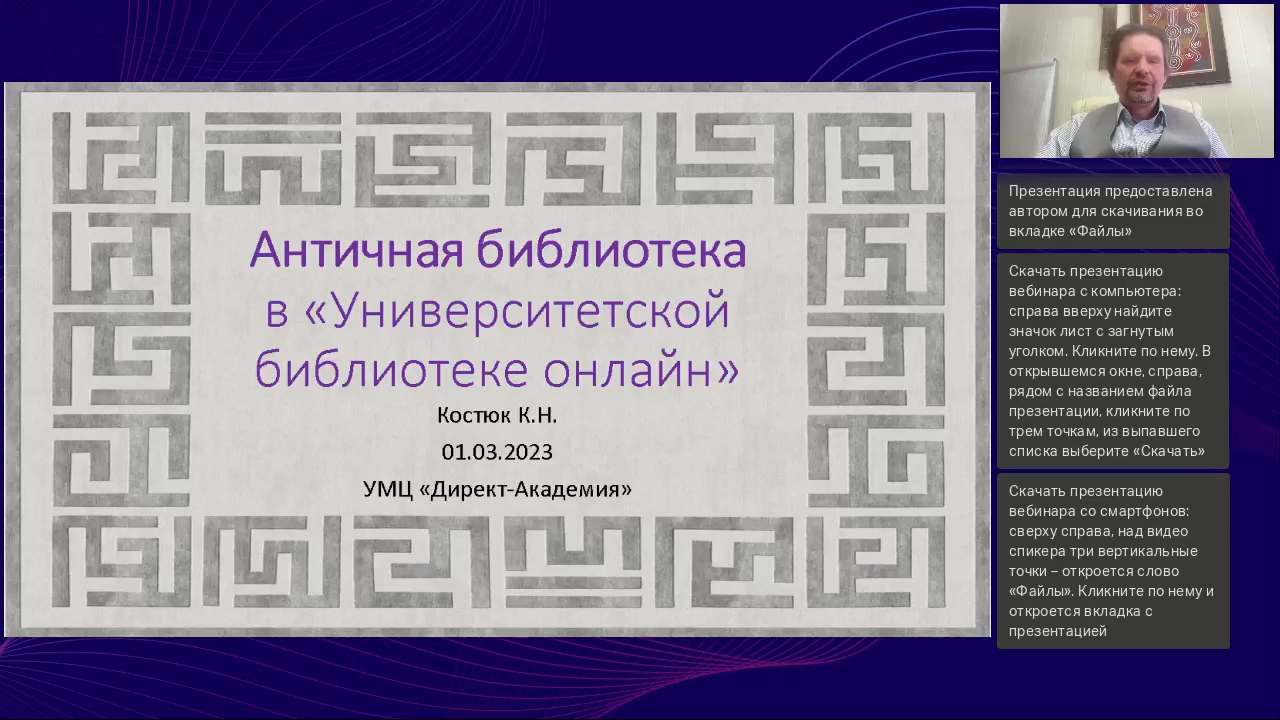 Античная библиотека
в «Университетской
библиотеке онлайн»
Костюк К.Н.
01.03.2023
УМЦ «Директ-Академия»
Презентация предоставлена
автором для скачивания во
вкладке «Файлы»
Скачать презентацию
вебинара с компьютера:
справа вверху найдите
значок лист с загнутым
уголком. Кликните по нему. В
открывшемся окне, справа,
рядом с названием файла
презентации, кликните по
трем точкам, из выпавшего
списка выберите «Скачать»
Скачать презентацию
вебинара со смартфонов:
сверху справа, над видео
спикера три вертикальные
точки – откроется слово
«Файлы». Кликните по нему и
откроется вкладка с
презентацией